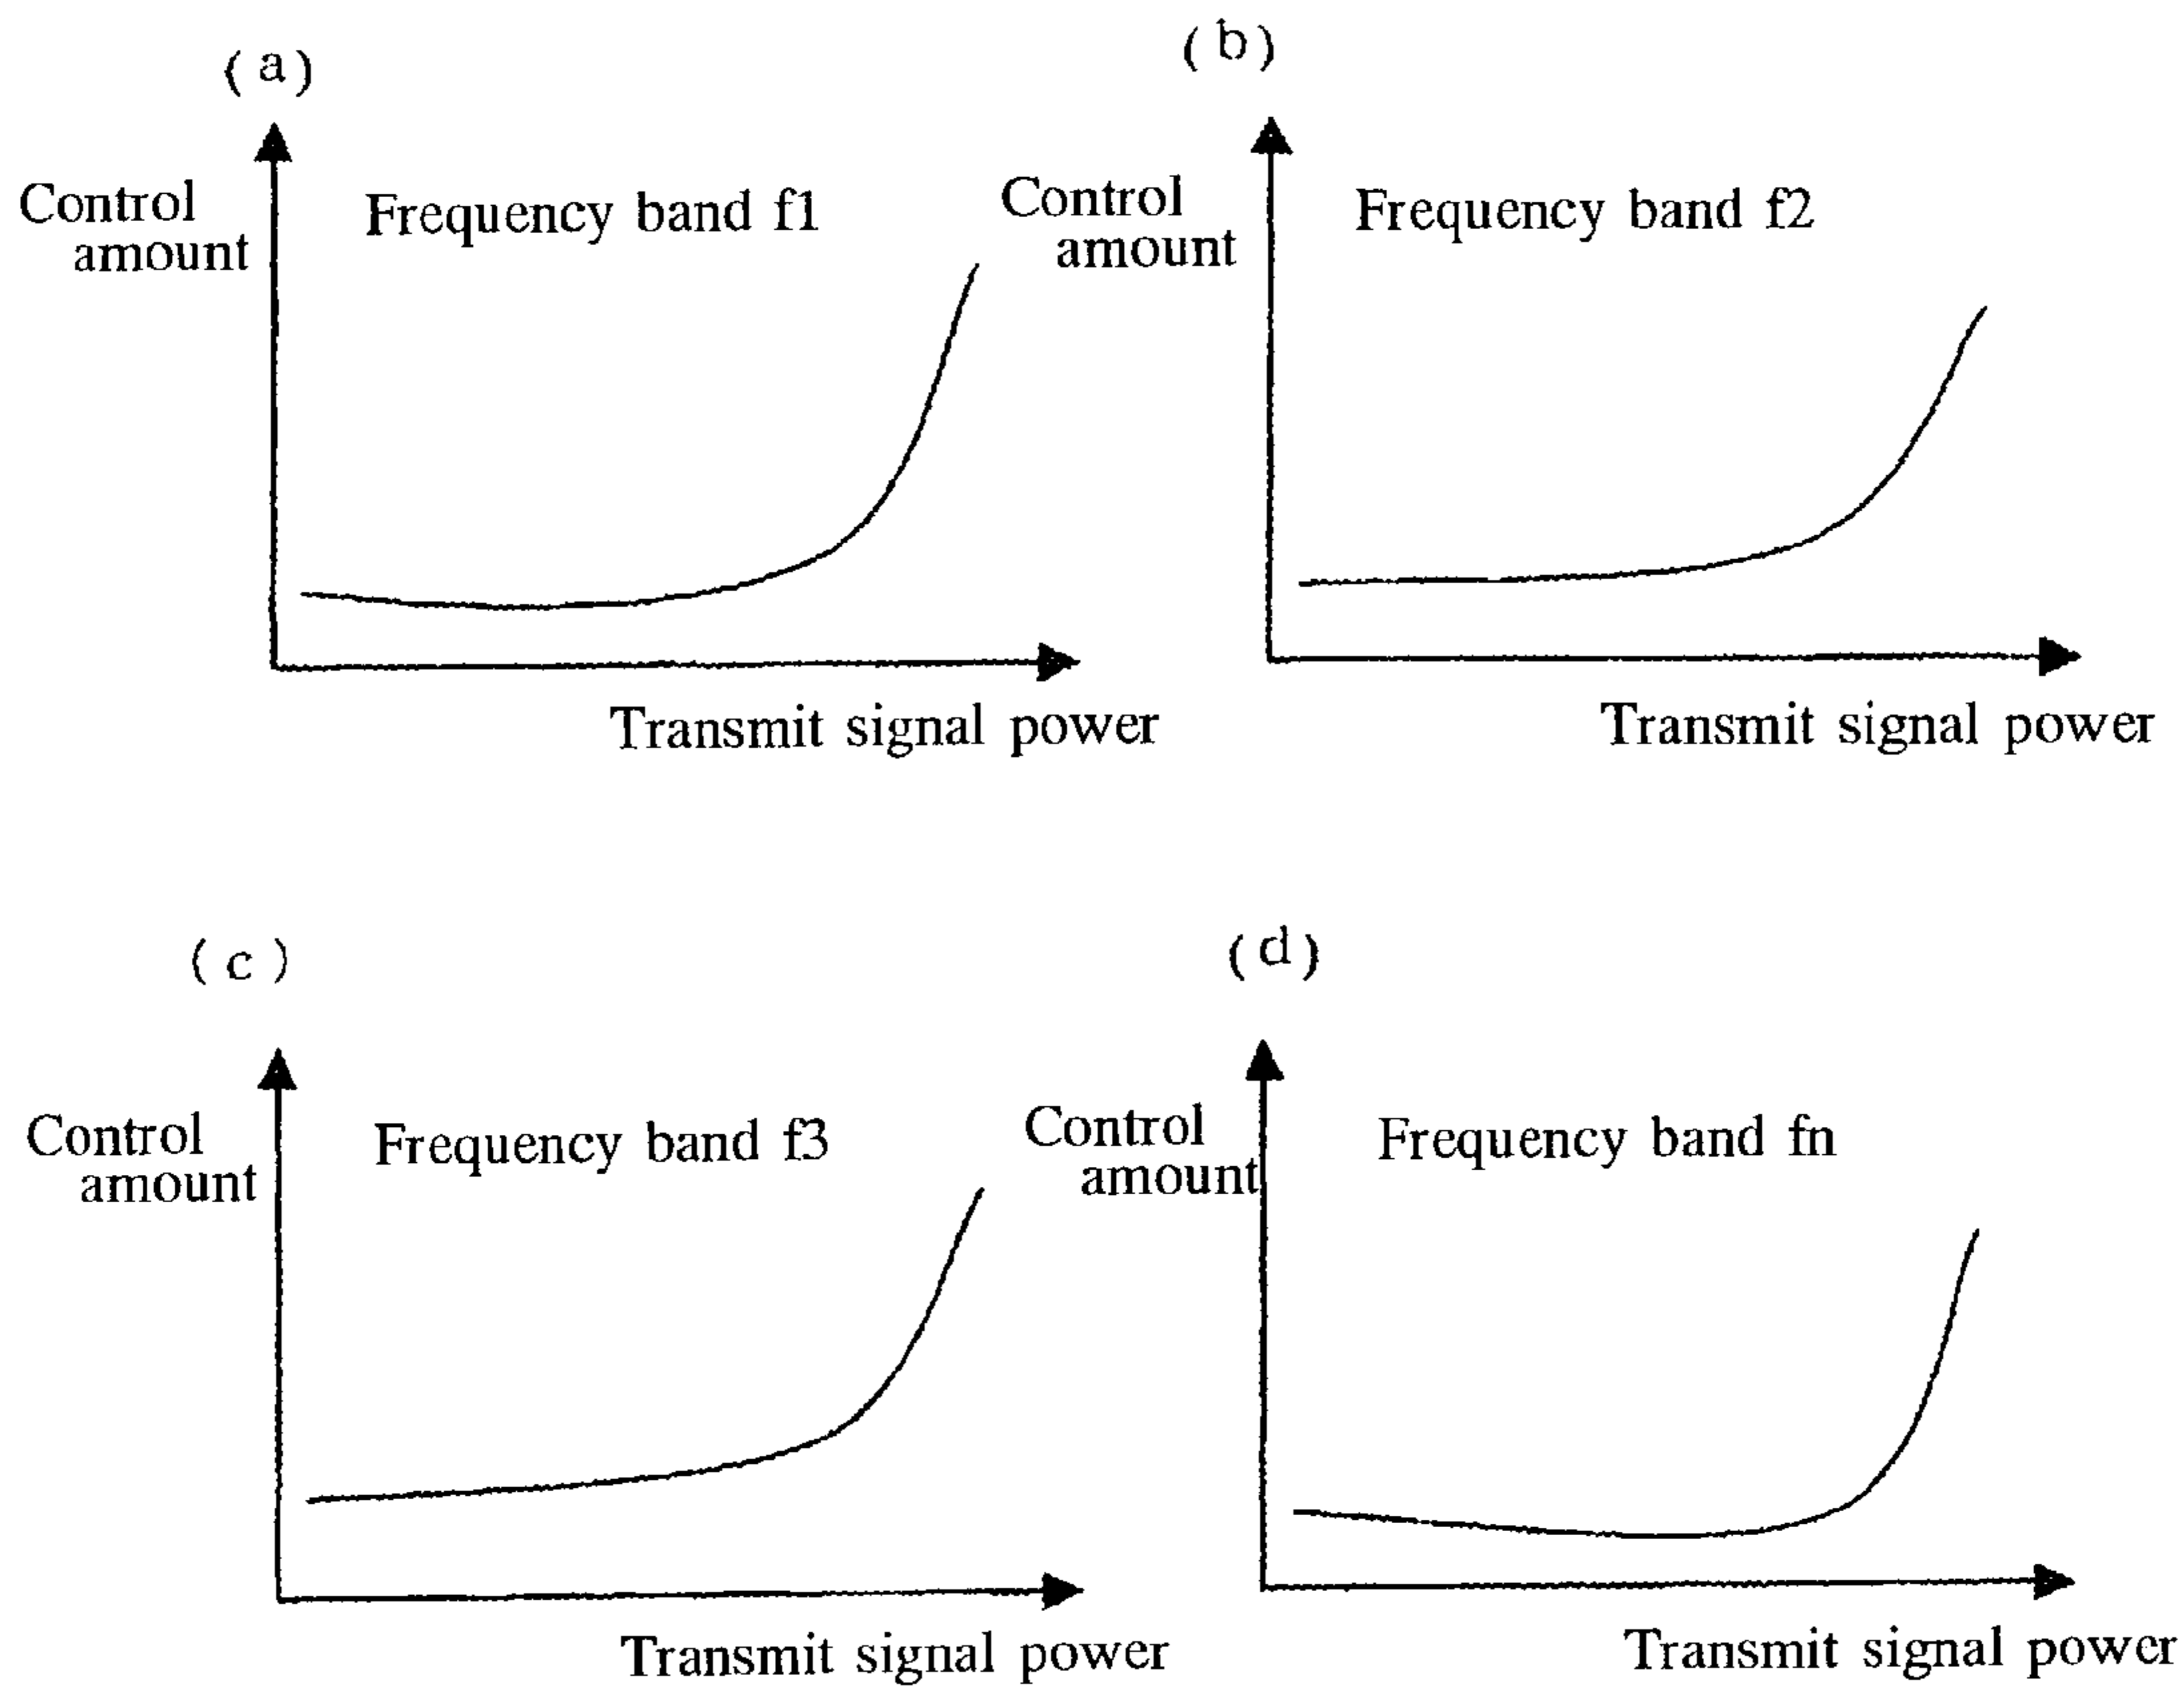 (a)
Control
amount
Frequency band f1
Transmit signal power
(b)
Control
amount
Frequency band f2
Transmit signal power
(c)
Control
amount
Frequency band f3
Transmit signal power
(d)
Control
amount
Frequency band fn
Transmit signal power